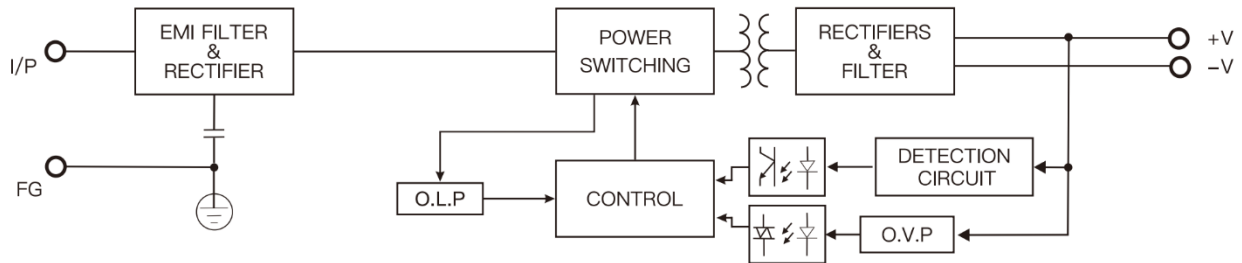 EMI FILTER
&
RECTIFIER
POWER
SWITCHING
RECTIFIERS
&
FILTER
+V
–V
I/P
FG
O.L.P
CONTROL
DETECTION
CIRCUIT
O.V.P